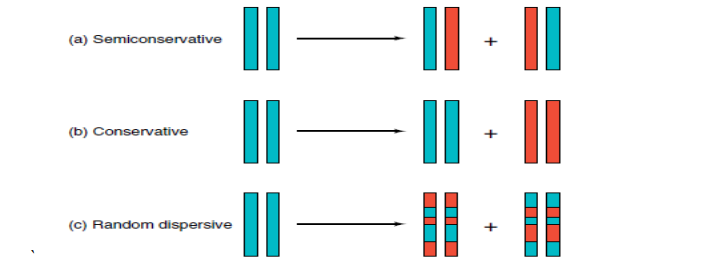 (a) Semiconservative
+
(b) Conservative
+
(c) Random dispersive
+
`